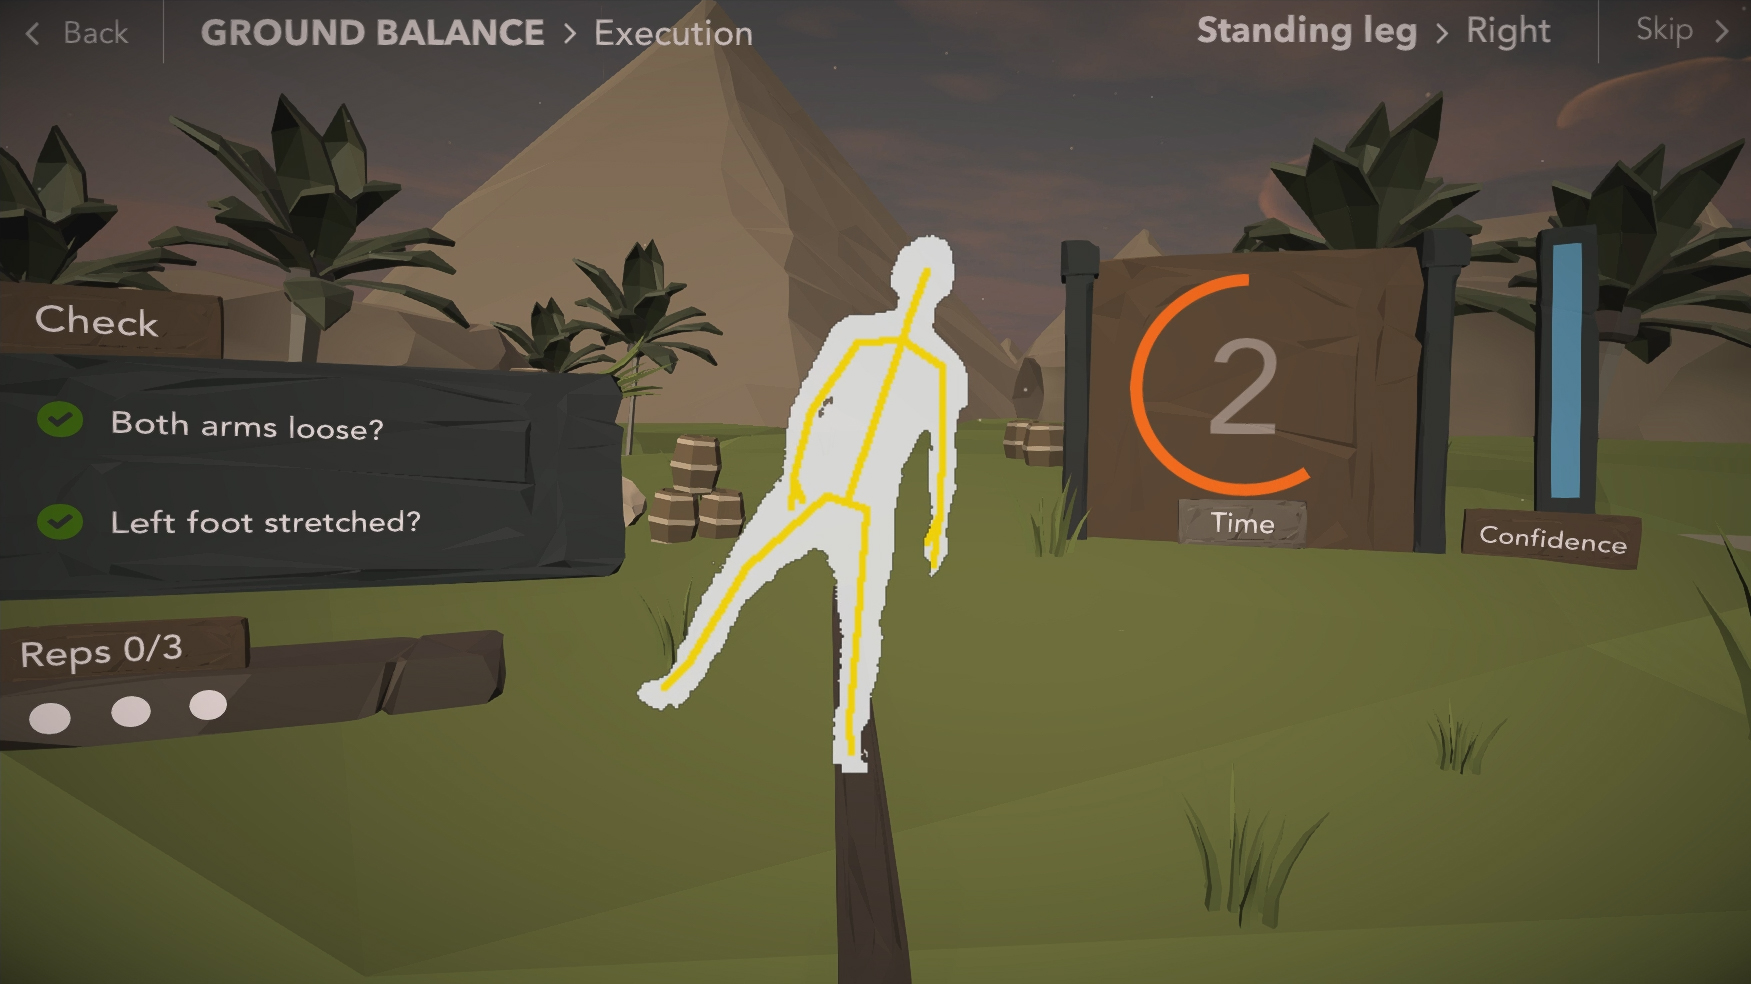 Back
GROUND BALANCE > Execution
Standing leg > Right
Skip
Check
Both arms loose?
Left foot stretched?
Reps 0/3
2
Time
Confidence